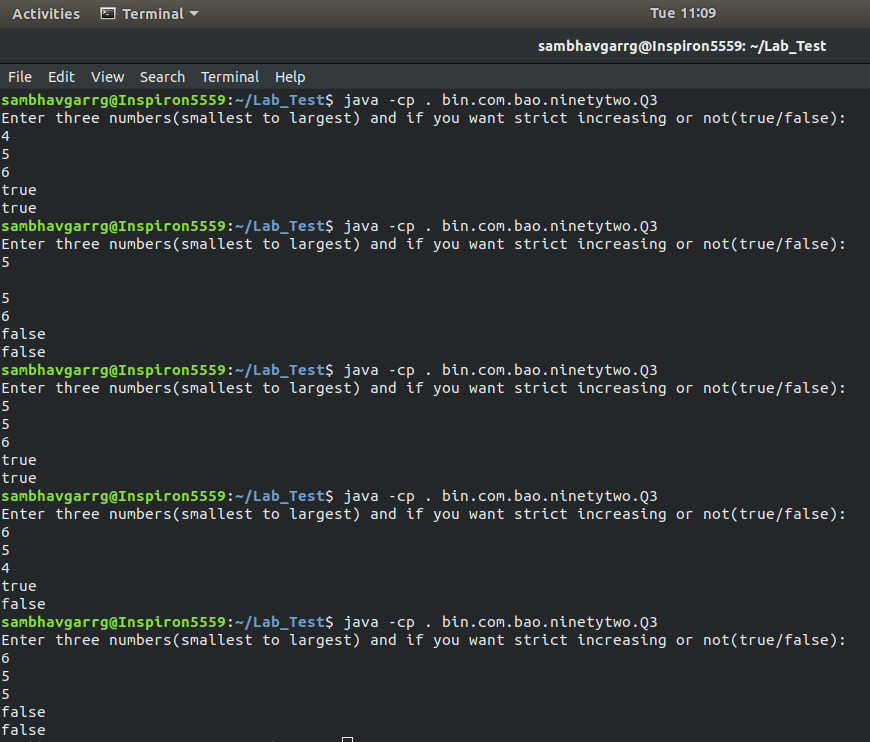 Activities Terminal Tue 11:09
sambhavgarrg@Inspiron5559: ~/Lab_Test
File Edit View Search Terminal Help
sambhavgarrg@Inspiron5559:~/Lab_Test$ java -cp . bin.com.bao.ninetytwo.Q3
Enter three numbers(smallest to largest) and if you want strict increasing or not(true/false):
4
5
6
true
true
sambhavgarrg@Inspiron5559:~/Lab_Test$ java -cp . bin.com.bao.ninetytwo.Q3
Enter three numbers(smallest to largest) and if you want strict increasing or not(true/false):
5
5
6
false
false
sambhavgarrg@Inspiron5559:~/Lab_Test$ java -cp . bin.com.bao.ninetytwo.Q3
Enter three numbers(smallest to largest) and if you want strict increasing or not(true/false):
5
5
6
true
true
sambhavgarrg@Inspiron5559:~/Lab_Test$ java -cp . bin.com.bao.ninetytwo.Q3
Enter three numbers(smallest to largest) and if you want strict increasing or not(true/false):
6
5
4
true
false
sambhavgarrg@Inspiron5559:~/Lab_Test$ java -cp . bin.com.bao.ninetytwo.Q3
Enter three numbers(smallest to largest) and if you want strict increasing or not(true/false):
6
5
5
false
false